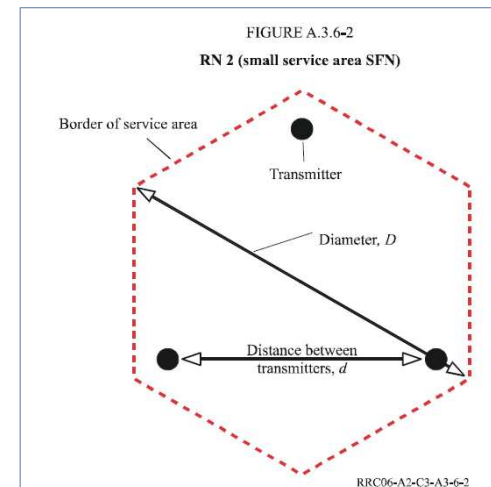 FIGURE A.3.6-2
RN 2 (small service area SFN)
Border of service area
Transmitter
Diameter, D
Distance between
transmitters, d
RRC06-A2-C3-A3-6-2